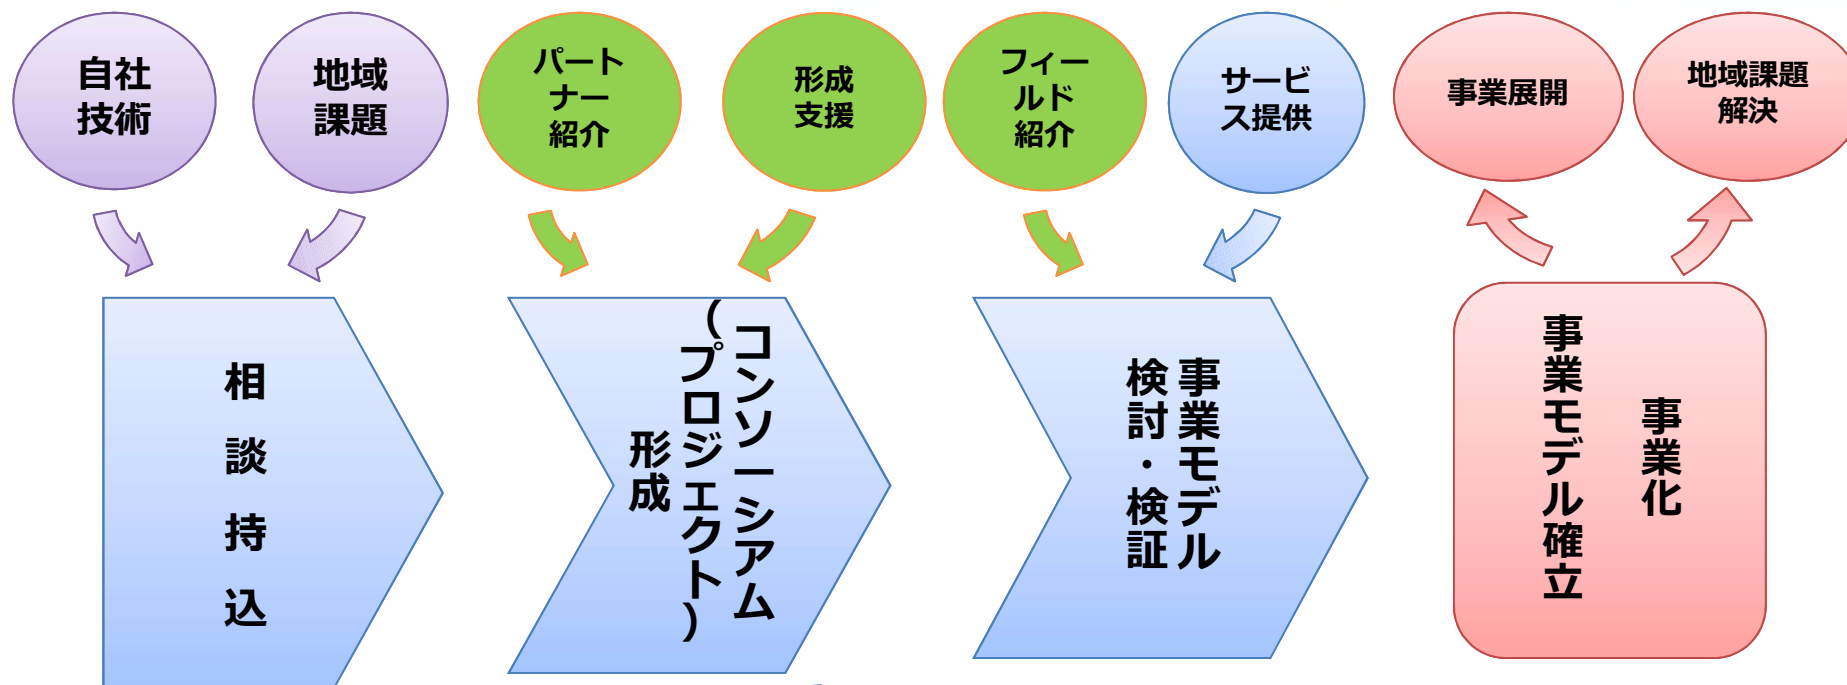 自社
技術
地域
課題
パート
ナー
紹介
形成
支援
フィー
ルド
紹介
サービ
ス提供
事業展開
地域課題
解決
相談持込
コンソーシアム
(プロジェクト)
形成
事業モデル
検討・検証
事業化
事業モデル確立